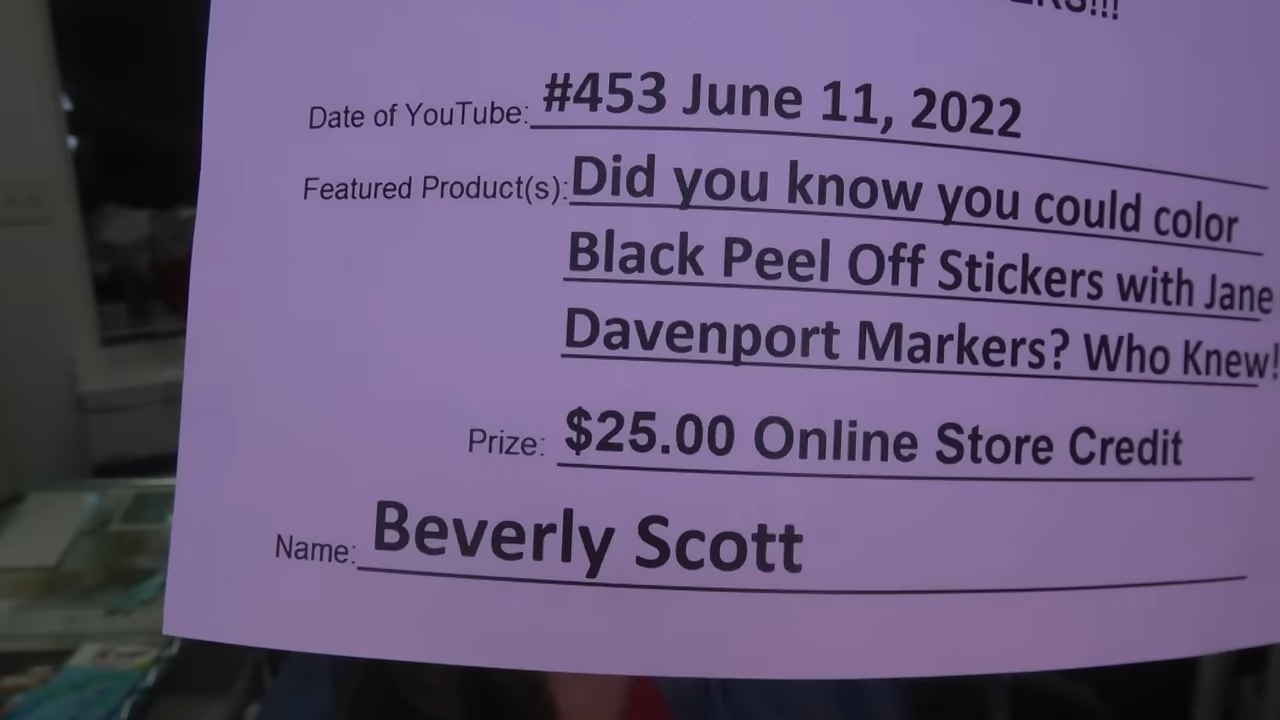 Date of YouTube: #453 June 11, 2022
Featured Product(s): Did you know you could color
Black Peel Off Stickers with Jane
Davenport Markers? Who Knew!
Prize: $25.00 Online Store Credit
Name: Beverly Scott